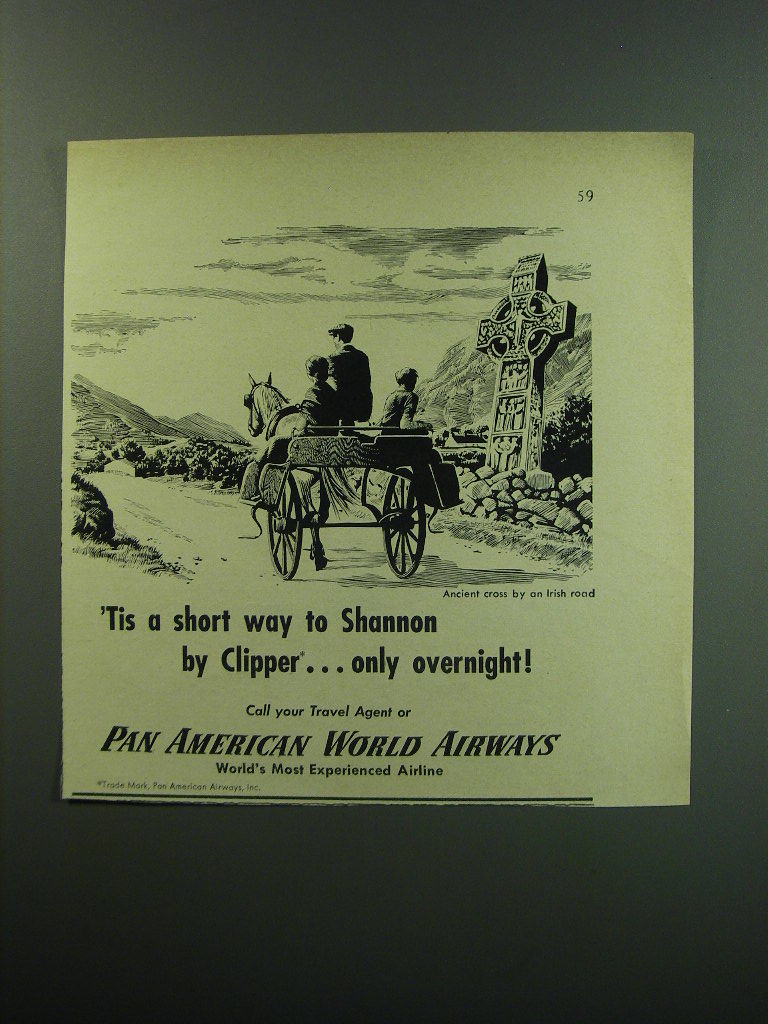 59
Ancient cross by an Irish road
'Tis a short way to Shannon
by Clipper*... only overnight!
Call your Travel Agent or
PAN AMERICAN WORLD AIRWAYS
World's Most Experienced Airline
*Trade Mark, Pan American Airways, Inc.